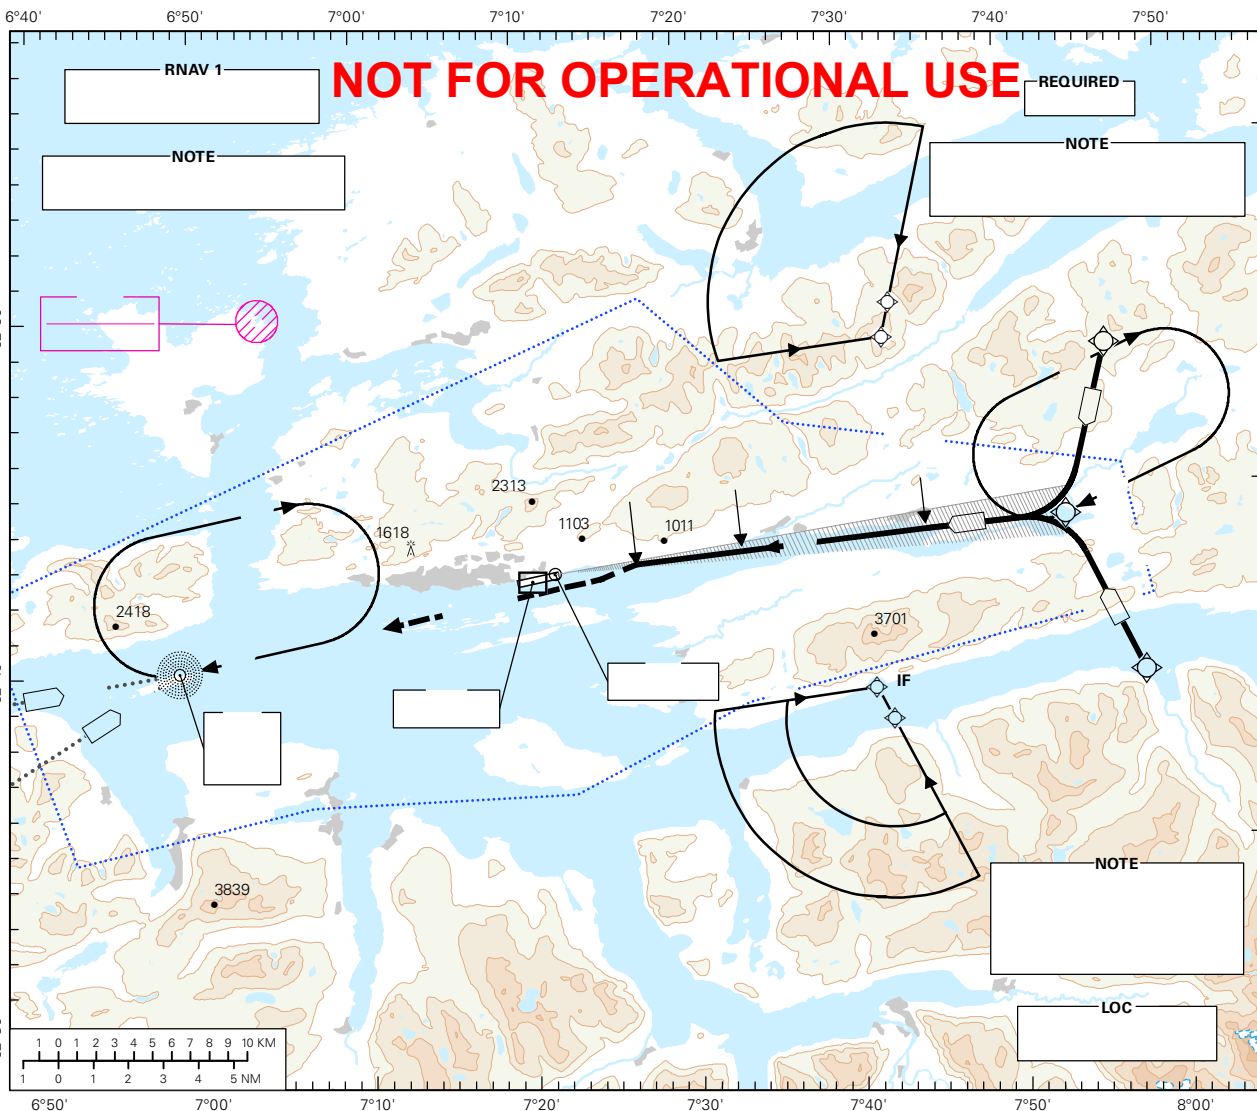 6°40' 6°50' 7°00' 7°10' 7°20' 7°30' 7°40' 7°50'
RNAV 1
NOT FOR OPERATIONAL USE
REQUIRED
NOTE
NOTE
2313
1103
1011
1618
2418
3701
IF
NOTE
3839
LOC
1 0 1 2 3 4 5 6 7 8 9 10 KM
1 0 1 2 3 4 5 NM
6°50' 7°00' 7°10' 7°20' 7°30' 7°40' 7°50' 8°00'